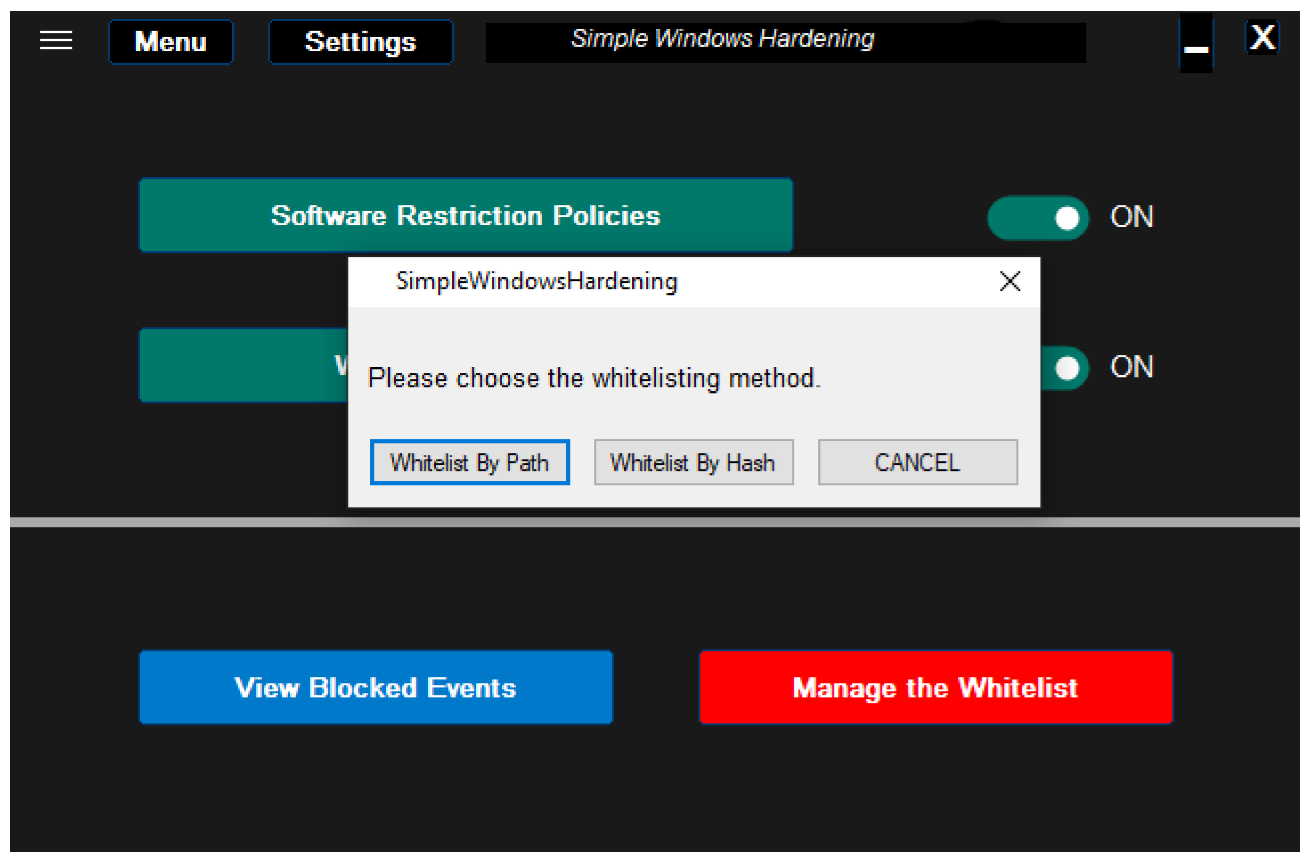 Menu Settings Simple Windows Hardening X
Software Restriction Policies ON
SimpleWindowsHardening
ON
Please choose the whitelisting method.
Whitelist By Path Whitelist By Hash CANCEL
View Blocked Events Manage the Whitelist